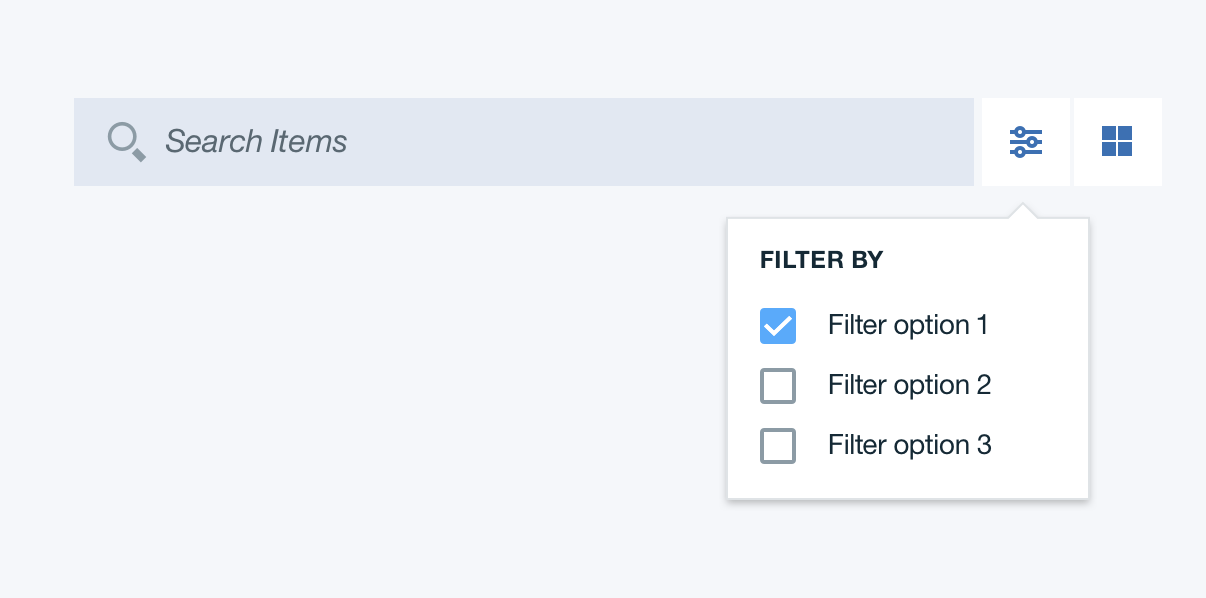 Search Items
FILTER BY
Filter option 1
Filter option 2
Filter option 3